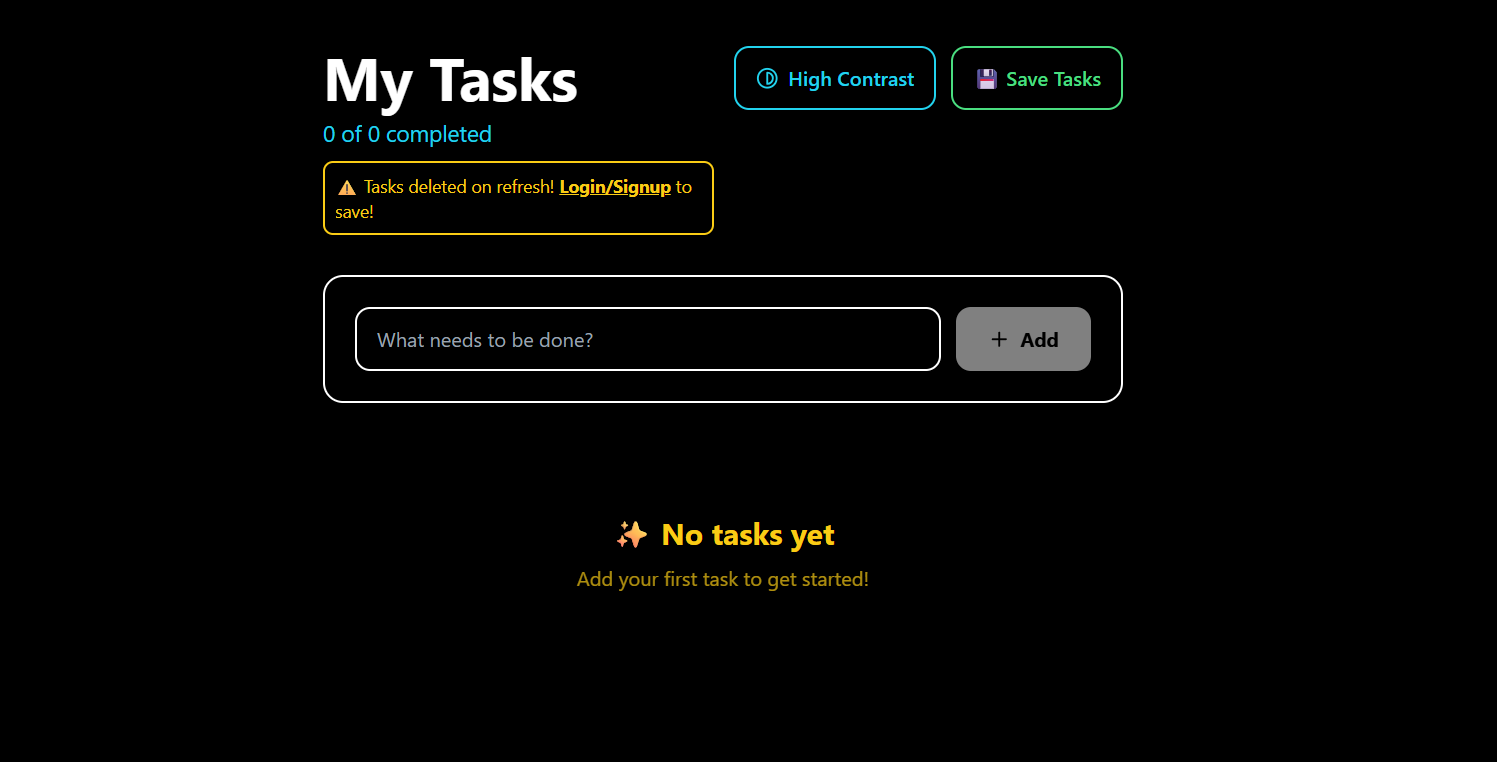 My Tasks
High Contrast
Save Tasks
0 of 0 completed
⚠️ Tasks deleted on refresh! Login/Signup to
save!
What needs to be done?
+ Add
✨ No tasks yet
Add your first task to get started!